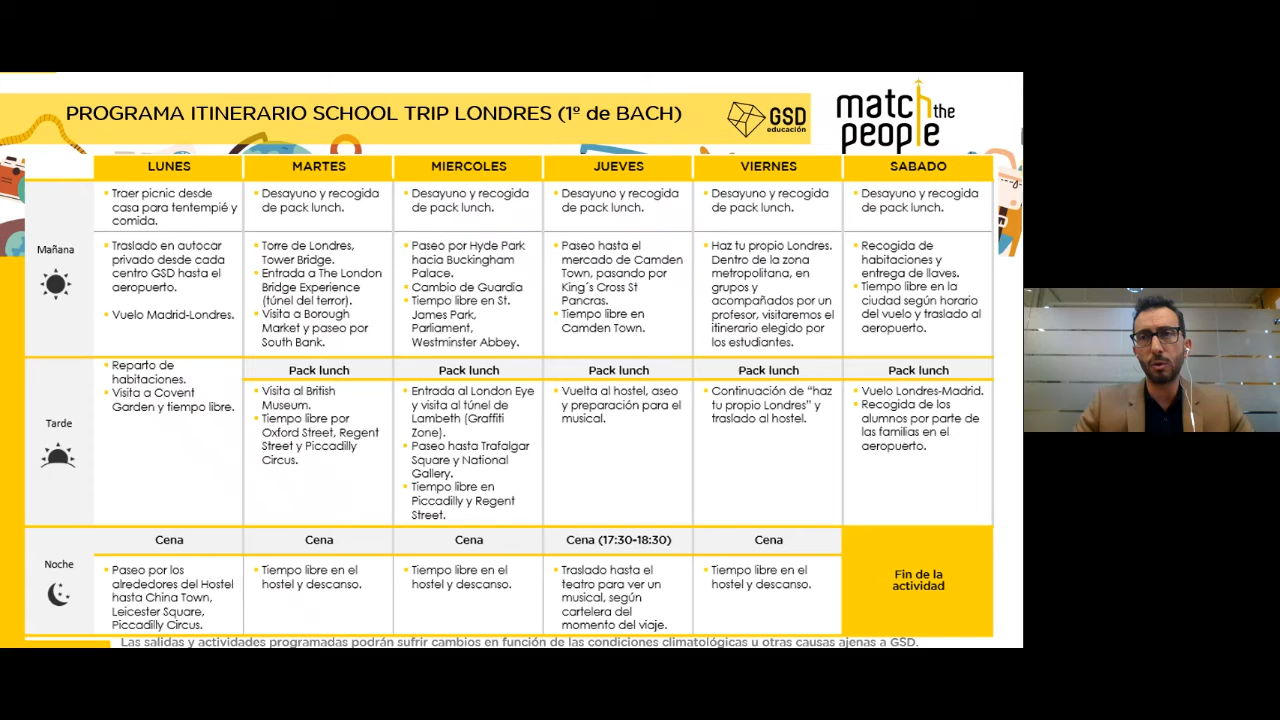 PROGRAMA ITINERARIO SCHOOL TRIP LONDRES (1º de BACH)
GSD
educación
match the
people
LUNES
MARTES
MIERCOLES
JUEVES
VIERNES
SABADO
Mañana
Traer picnic desde
casa para tentempié y
comida.
Desayuno y recogida
de pack lunch.
Desayuno y recogida
de pack lunch.
Desayuno y recogida
de pack lunch.
Desayuno y recogida
de pack lunch.
Desayuno y recogida
de pack lunch.
Traslado en autocar
privado desde cada
centro GSD hasta el
aeropuerto.
Vuelo Madrid-Londres.
Torre de Londres,
Tower Bridge.
Entrada a The London
Bridge Experience
(túnel del terror).
Visita a Borough
Market y paseo por
South Bank.
Paseo por Hyde Park
hacia Buckingham
Palace.
Cambio de Guardia
Tiempo libre en St.
James Park,
Parliament,
Westminster Abbey.
Paseo hasta el
mercado de Camden
Town, pasando por
King´s Cross St
Pancras.
Tiempo libre en
Camden Town.
Haz tu propio Londres.
Dentro de la zona
metropolitana, en
grupos y
acompañados por un
profesor, visitaremos el
itinerario elegido por
los estudiantes.
Recogida de
habitaciones y
entrega de llaves.
Tiempo libre en la
ciudad según horario
del vuelo y traslado al
aeropuerto.
Tarde
Reparto de
habitaciones.
Visita a Covent
Garden y tiempo libre.
Pack lunch
Pack lunch
Pack lunch
Pack lunch
Pack lunch
Visita al British
Museum.
Tiempo libre por
Oxford Street, Regent
Street y Piccadilly
Circus.
Entrada al London Eye
y visita al túnel de
Lambeth (Graffiti
Zone).
Paseo hasta Trafalgar
Square y National
Gallery.
Tiempo libre en
Piccadilly y Regent
Street.
Vuelta al hostel, aseo
y preparación para el
musical.
Continuación de “haz
tu propio Londres” y
traslado al hostel.
Vuelo Londres-Madrid.
Recogida de los
alumnos por parte de
las familias en el
aeropuerto.
Noche
Cena
Cena
Cena
Cena (17:30-18:30)
Cena
Paseo por los
alrededores del Hostel
hasta China Town,
Leicester Square,
Piccadilly Circus.
Tiempo libre en el
hostel y descanso.
Tiempo libre en el
hostel y descanso.
Traslado hasta el
teatro para ver un
musical, según
cartelera del
momento del viaje.
Tiempo libre en el
hostel y descanso.
Fin de la
actividad
Las salidas y actividades programadas podrán sufrir cambios en función de las condiciones climatológicas u otras causas ajenas a GSD.